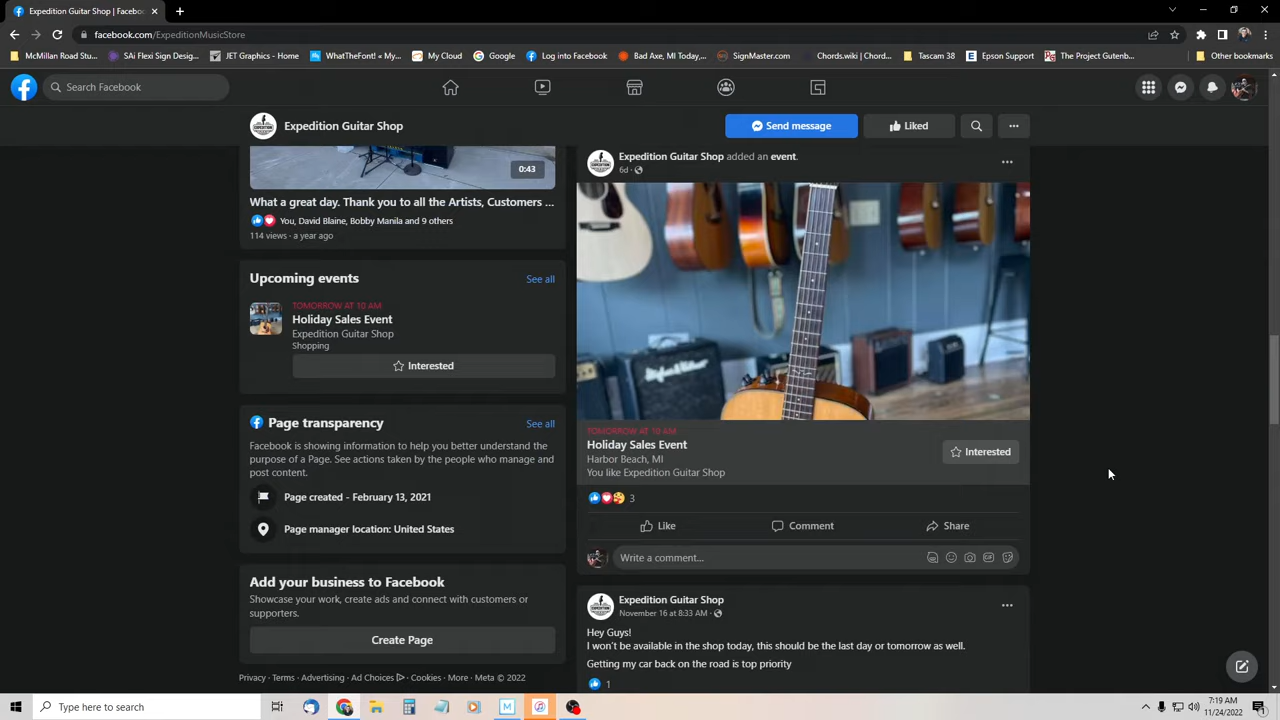 Expedition Guitar Shop | Facebook
facebook.com/ExpeditionMusicStore
McMillan Road Stu...
SAi Flexi Sign Design...
JET Graphics - Home
WhatTheFont! « My...
My Cloud
Google
Log into Facebook
Bad Axe, MI Today,...
SignMaster.com
Chords.wiki | Chord...
Tascam 38
Epson Support
The Project Gutenb...
Other bookmarks
Search Facebook
Expedition Guitar Shop
Send message
Liked
0:43
What a great day. Thank you to all the Artists, Customers ...
You, David Blaine, Bobby Manila and 9 others
114 views · a year ago
Upcoming events
See all
TOMORROW AT 10 AM
Holiday Sales Event
Expedition Guitar Shop
Shopping
Interested
Page transparency
See all
Facebook is showing information to help you better understand the
purpose of a Page. See actions taken by the people who manage and
post content.
Page created - February 13, 2021
Page manager location: United States
Add your business to Facebook
Showcase your work, create ads and connect with customers or
supporters.
Create Page
Privacy · Terms · Advertising · Ad Choices · Cookies · More · Meta © 2022
Expedition Guitar Shop added an event.
6d
TOMORROW AT 10 AM
Holiday Sales Event
Harbor Beach, MI
You like Expedition Guitar Shop
Interested
3
Like
Comment
Share
Write a comment...
GIF
Expedition Guitar Shop
November 16 at 8:33 AM
Hey Guys!
I won't be available in the shop today, this should be the last day or tomorrow as well.
Getting my car back on the road is top priority
1
Type here to search
7:19 AM
11/24/2022